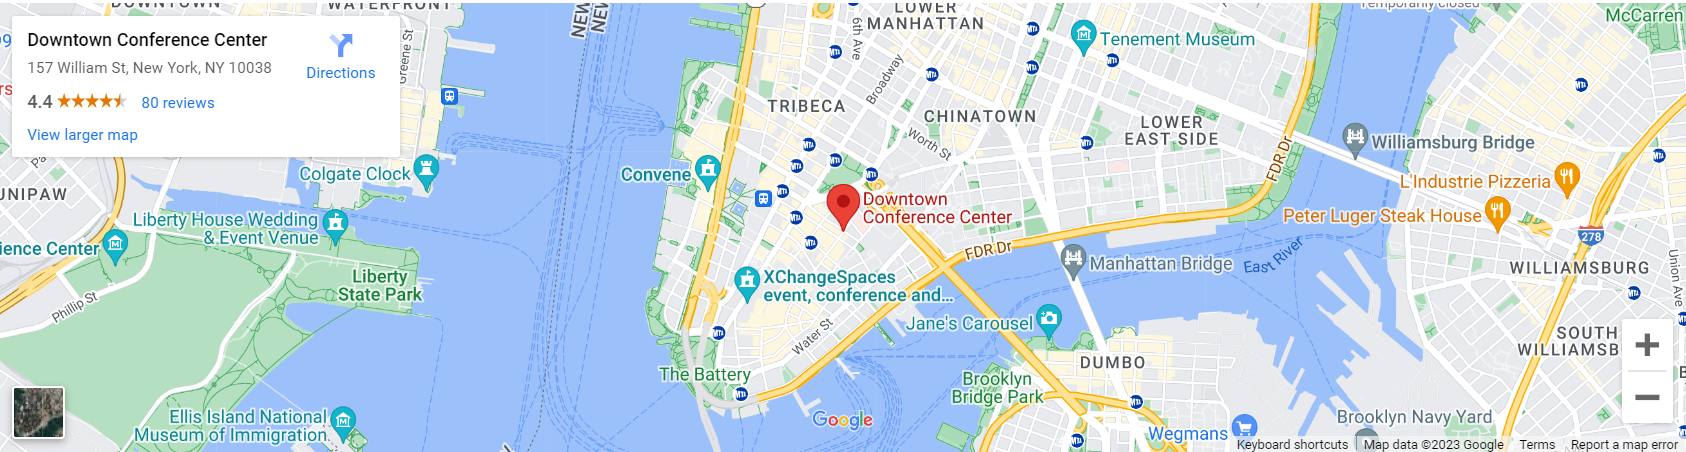 Downtown Conference Center
157 William St, New York, NY 10038
4.4
80 reviews
View larger map
Directions
DOWNTOWN
WATERFRONT
Greene St
NEW
NEW
LOWER
MANHATTAN
6th Ave
Broadway
Tenement Museum
Temporarily closed
McCarren
TRIBECA
CHINATOWN
Worth St
LOWER
EAST SIDE
FDR Dr
Williamsburg Bridge
L'Industrie Pizzeria
Peter Luger Steak House
278
Colgate Clock
Convene
UNIPAW
Liberty House Wedding
& Event Venue
ience Center
Downtown
Conference Center
FDR Dr
Manhattan Bridge
East River
WILLIAMSBURG
Union Ave
Liberty
State Park
Phillip St
XChangeSpaces
event, conference and...
Jane's Carousel
Water St
SOUTH
WILLIAMSB
DUMBO
The Battery
Brooklyn
Bridge Park
Ellis Island National
Museum of Immigration
Google
Wegmans
Brooklyn Navy Yard
Keyboard shortcuts
Map data ©2023 Google
Terms
Report a map error